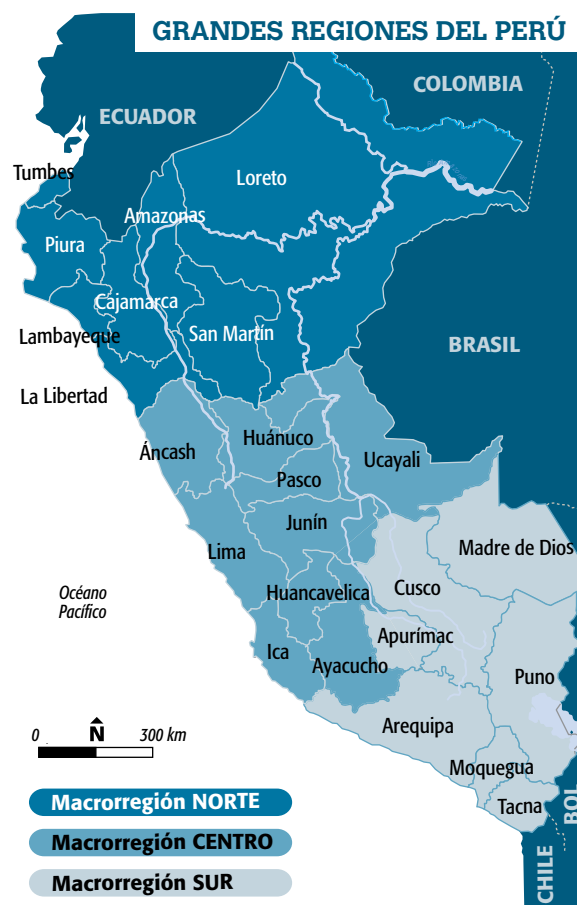 GRANDES REGIONES DEL PERÚ
COLOMBIA
ECUADOR
Tumbes
Loreto
Amazonas
Piura
Cajamarca
San Martín
Lambayeque
BRASIL
La Libertad
Huánuco
Áncash
Ucayali
Pasco
Junín
Lima
Madre de Dios
Océano
Pacífico
Huancavelica
Cusco
Apurímac
Ica
Ayacucho
Puno
Arequipa
0 N 300 km
Moquegua
Tacna
BOL
CHILE
Macrorregión NORTE
Macrorregión CENTRO
Macrorregión SUR